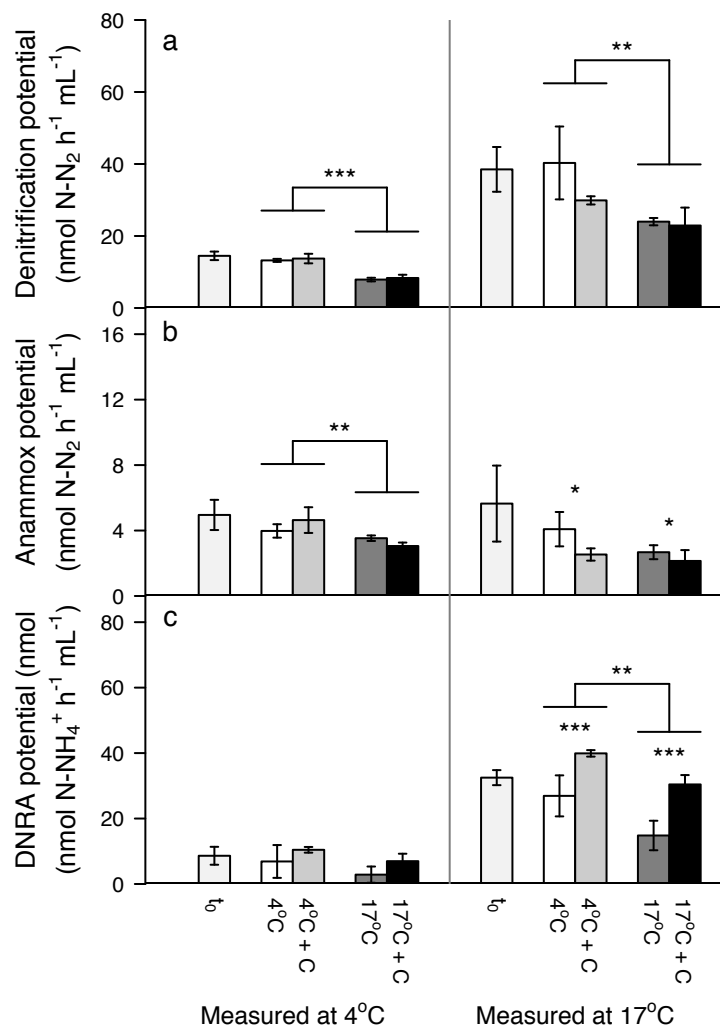 Denitrification potential
(nmol N-N₂ h⁻¹ mL⁻¹)
80
60
40
20
0
a
***
**
Anammox potential
(nmol N-N₂ h⁻¹ mL⁻¹)
16
12
8
4
0
b
**
*
*
DNRA potential (nmol
(nmol N-NH₄⁺ h⁻¹ mL⁻¹)
80
60
40
20
0
c
**
***
***
t₀
4°C
4°C + C
17°C
17°C + C
t₀
4°C
4°C + C
17°C
17°C + C
Measured at 4°C
Measured at 17°C